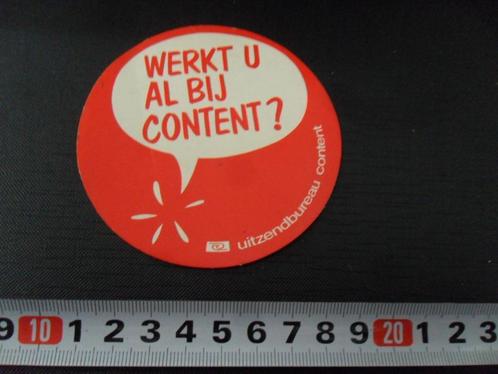 WERKT U
AL BIJ
CONTENT?
uitzendbureau content
9 10 1 2 3 4 5 6 7 8 9 20 1 2 3